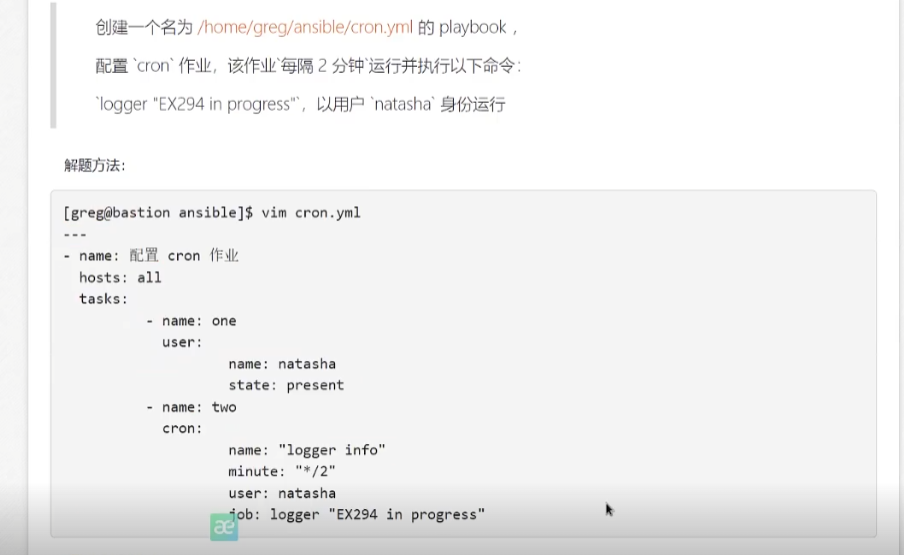 创建一个名为 /home/greg/ansible/cron.yml 的 playbook ，
配置 `cron` 作业，该作业`每隔 2 分钟`运行并执行以下命令：
`logger "EX294 in progress"`，以用户 `natasha` 身份运行
解题方法：
[greg@bastion ansible]$ vim cron.yml
---
- name: 配置 cron 作业
  hosts: all
  tasks:
          - name: one
            user:
                    name: natasha
                    state: present
          - name: two
            cron:
                    name: "logger info"
                    minute: "*/2"
                    user: natasha
                    job: logger "EX294 in progress"
æ